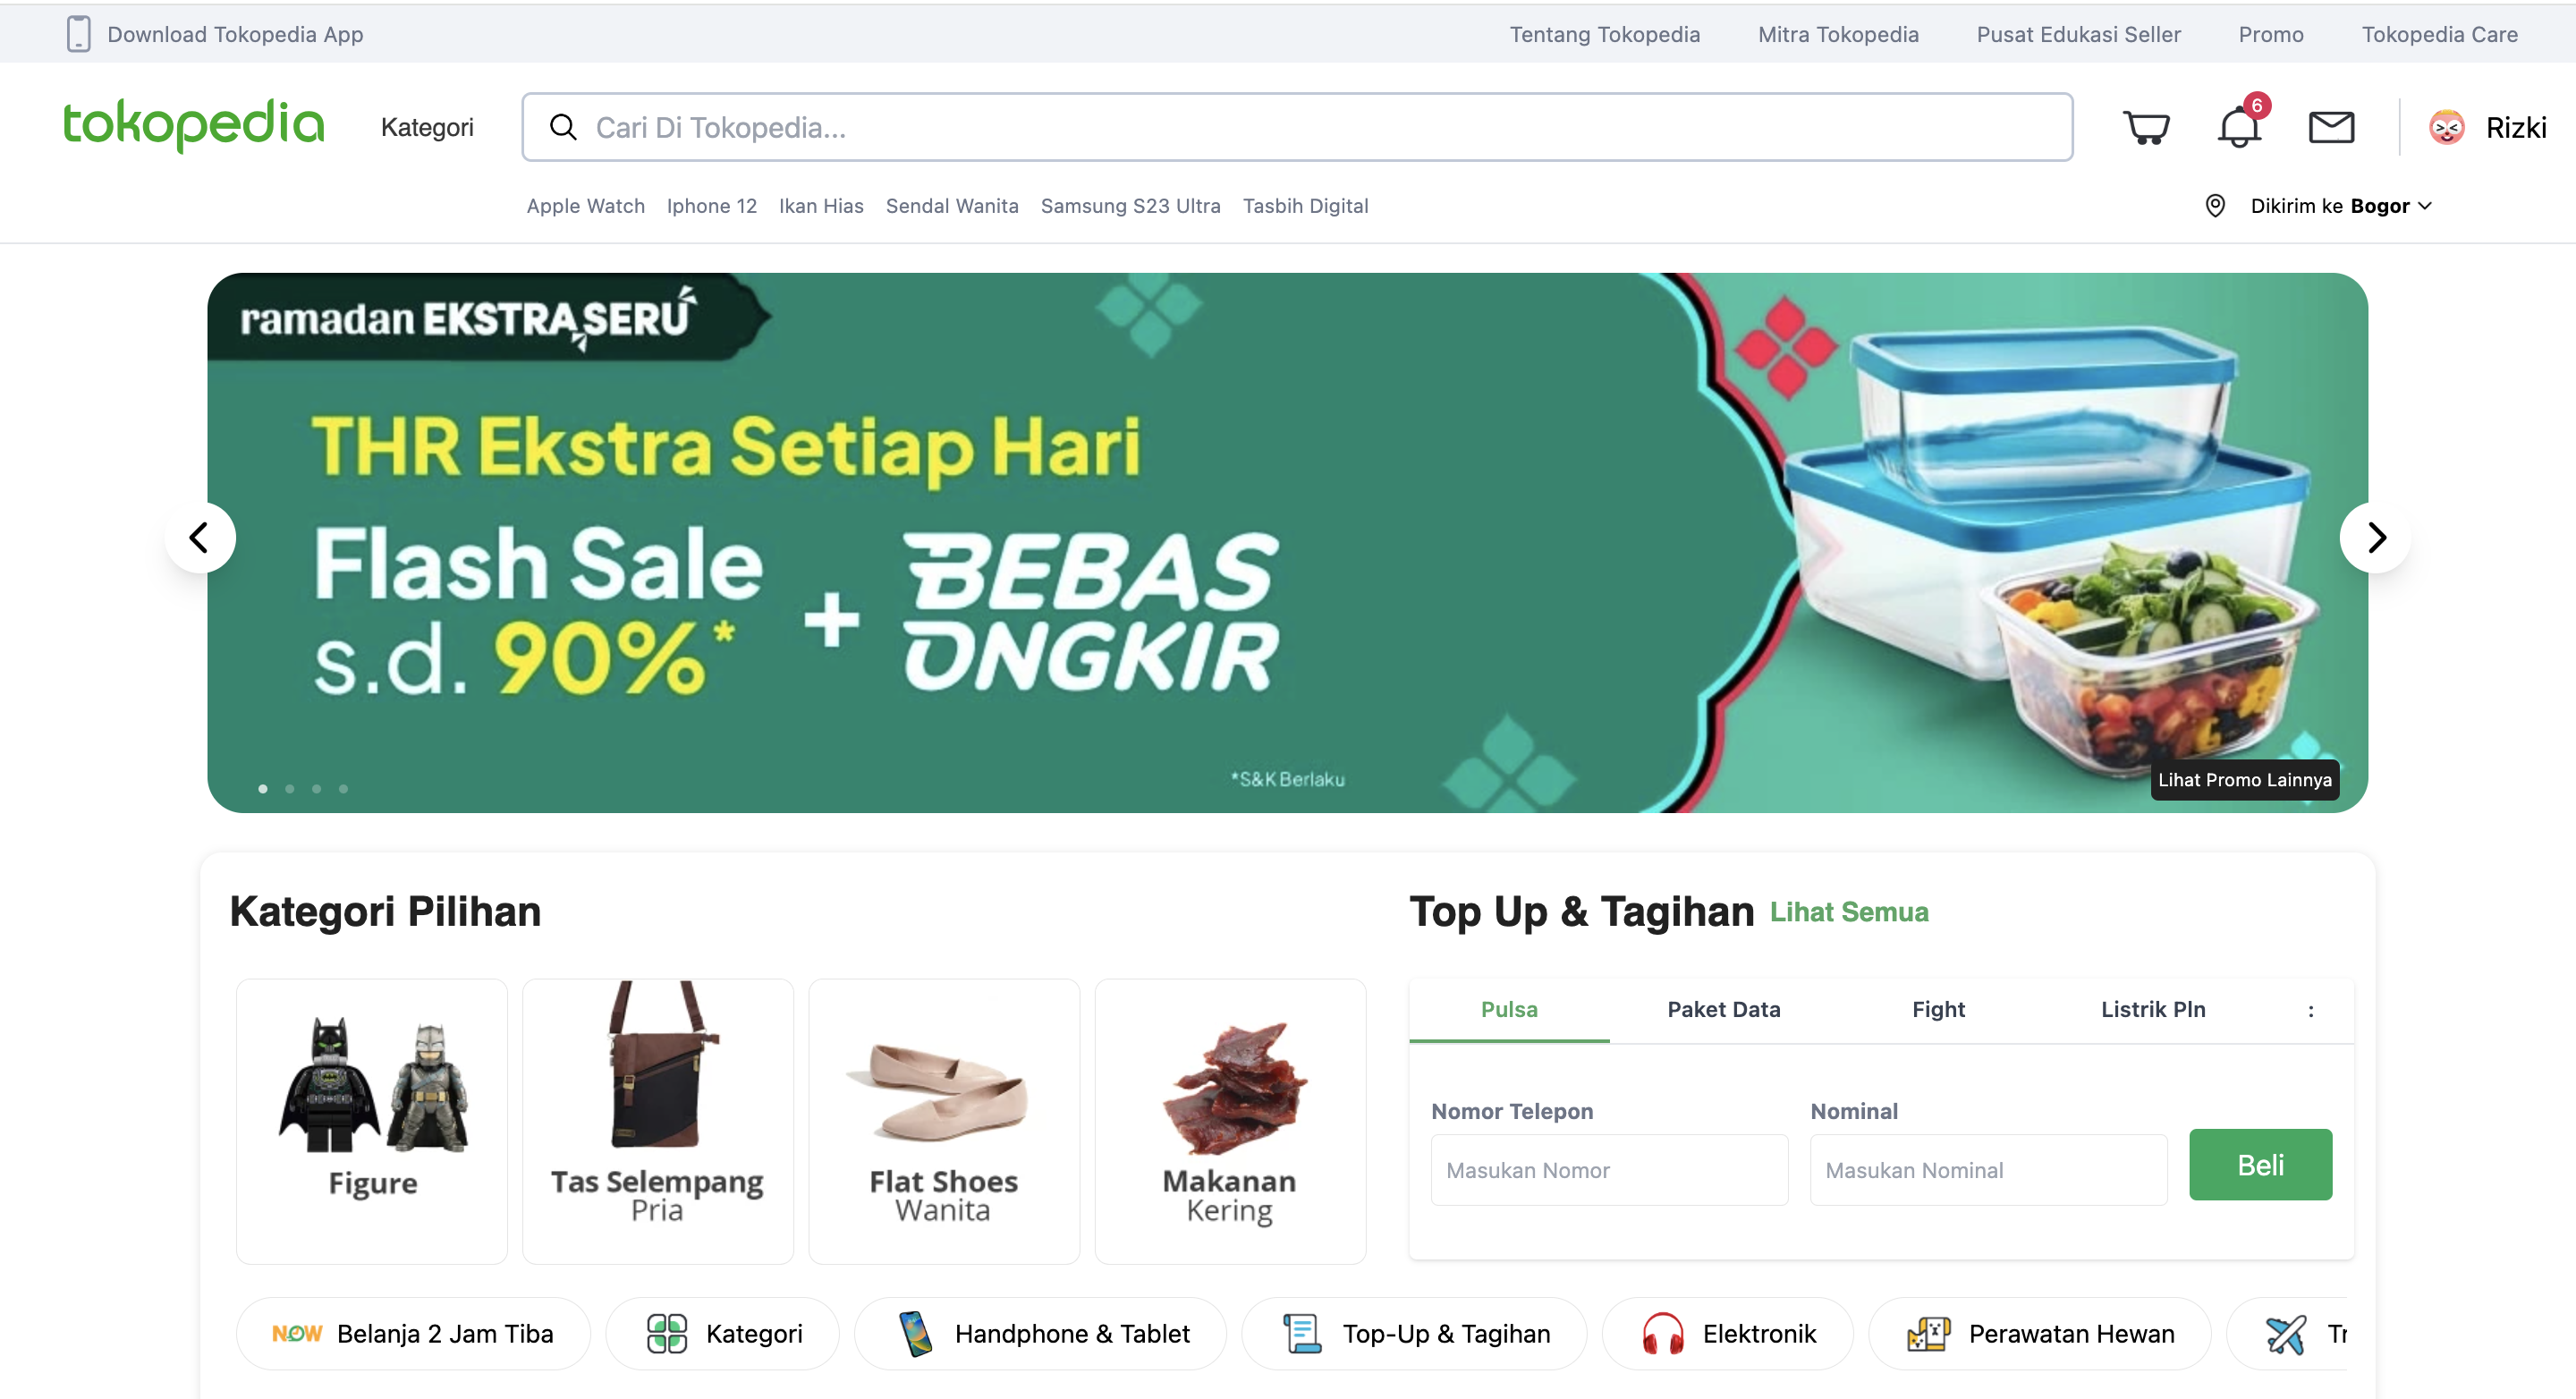 Download Tokopedia App
Tentang Tokopedia
Mitra Tokopedia
Pusat Edukasi Seller
Promo
Tokopedia Care
tokopedia
Kategori
Cari Di Tokopedia...
6
Rizki
Apple Watch
Iphone 12
Ikan Hias
Sendal Wanita
Samsung S23 Ultra
Tasbih Digital
Dikirim ke Bogor
ramadan EKSTRA SERU
THR Ekstra Setiap Hari
Flash Sale
s.d. 90%*
+
BEBAS
ONGKIR
*S&K Berlaku
Lihat Promo Lainnya
Kategori Pilihan
Figure
Tas Selempang
Pria
Flat Shoes
Wanita
Makanan
Kering
Top Up & Tagihan Lihat Semua
Pulsa
Paket Data
Fight
Listrik Pln
:
Nomor Telepon
Masukan Nomor
Nominal
Masukan Nominal
Beli
NOW Belanja 2 Jam Tiba
Kategori
Handphone & Tablet
Top-Up & Tagihan
Elektronik
Perawatan Hewan
Tr